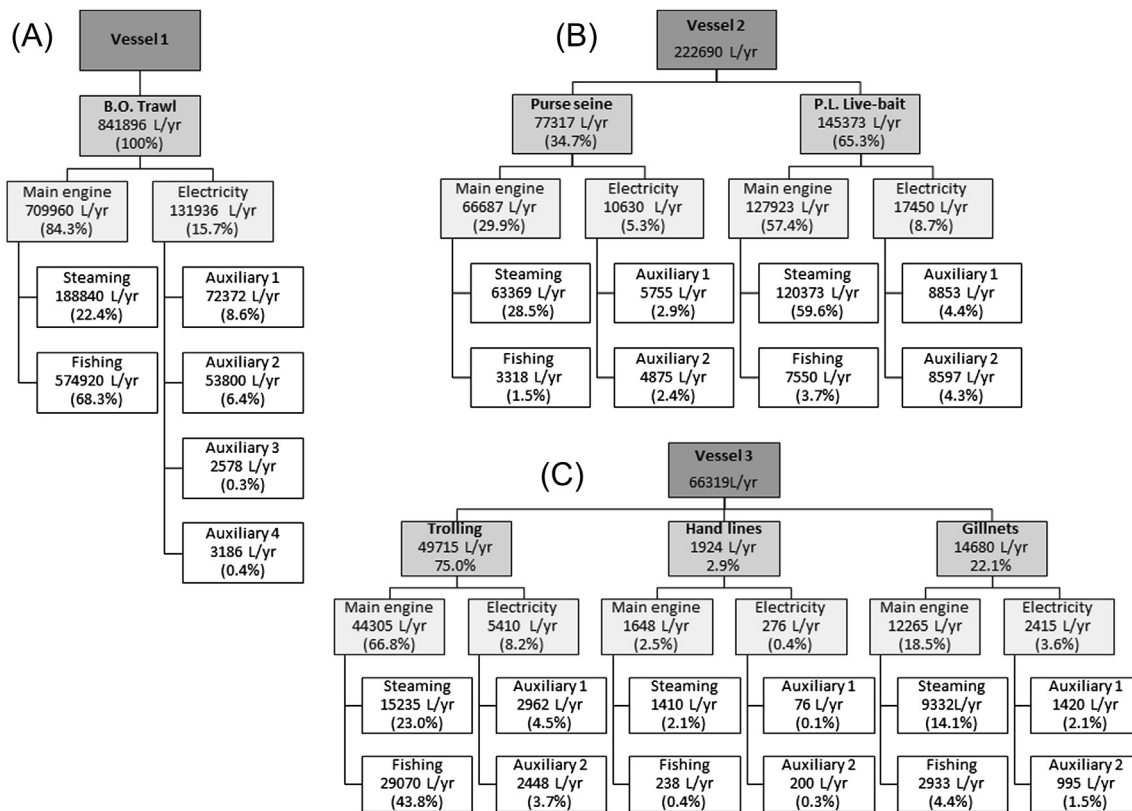 (A)
Vessel 1
B.O. Trawl
841896 L/yr
(100%)
Main engine
709960 L/yr
(84.3%)
Electricity
131936 L/yr
(15.7%)
Steaming
188840 L/yr
(22.4%)
Fishing
574920 L/yr
(68.3%)
Auxiliary 1
72372 L/yr
(8.6%)
Auxiliary 2
53800 L/yr
(6.4%)
Auxiliary 3
2578 L/yr
(0.3%)
Auxiliary 4
3186 L/yr
(0.4%)
(B)
Vessel 2
222690 L/yr
Purse seine
77317 L/yr
(34.7%)
P.L. Live-bait
145373 L/yr
(65.3%)
Main engine
66687 L/yr
(29.9%)
Electricity
10630 L/yr
(5.3%)
Main engine
127923 L/yr
(57.4%)
Electricity
17450 L/yr
(8.7%)
Steaming
63369 L/yr
(28.5%)
Auxiliary 1
5755 L/yr
(2.9%)
Steaming
120373 L/yr
(59.6%)
Auxiliary 1
8853 L/yr
(4.4%)
Fishing
3318 L/yr
(1.5%)
Auxiliary 2
4875 L/yr
(2.4%)
Fishing
7550 L/yr
(3.7%)
Auxiliary 2
8597 L/yr
(4.3%)
(C)
Vessel 3
66319L/yr
Trolling
49715 L/yr
75.0%
Hand lines
1924 L/yr
2.9%
Gillnets
14680 L/yr
22.1%
Main engine
44305 L/yr
(66.8%)
Electricity
5410 L/yr
(8.2%)
Main engine
1648 L/yr
(2.5%)
Electricity
276 L/yr
(0.4%)
Main engine
12265 L/yr
(18.5%)
Electricity
2415 L/yr
(3.6%)
Steaming
15235 L/yr
(23.0%)
Auxiliary 1
2962 L/yr
(4.5%)
Steaming
1410 L/yr
(2.1%)
Auxiliary 1
76 L/yr
(0.1%)
Steaming
9332L/yr
(14.1%)
Auxiliary 1
1420 L/yr
(2.1%)
Fishing
29070 L/yr
(43.8%)
Auxiliary 2
2448 L/yr
(3.7%)
Fishing
238 L/yr
(0.4%)
Auxiliary 2
200 L/yr
(0.3%)
Fishing
2933 L/yr
(4.4%)
Auxiliary 2
995 L/yr
(1.5%)